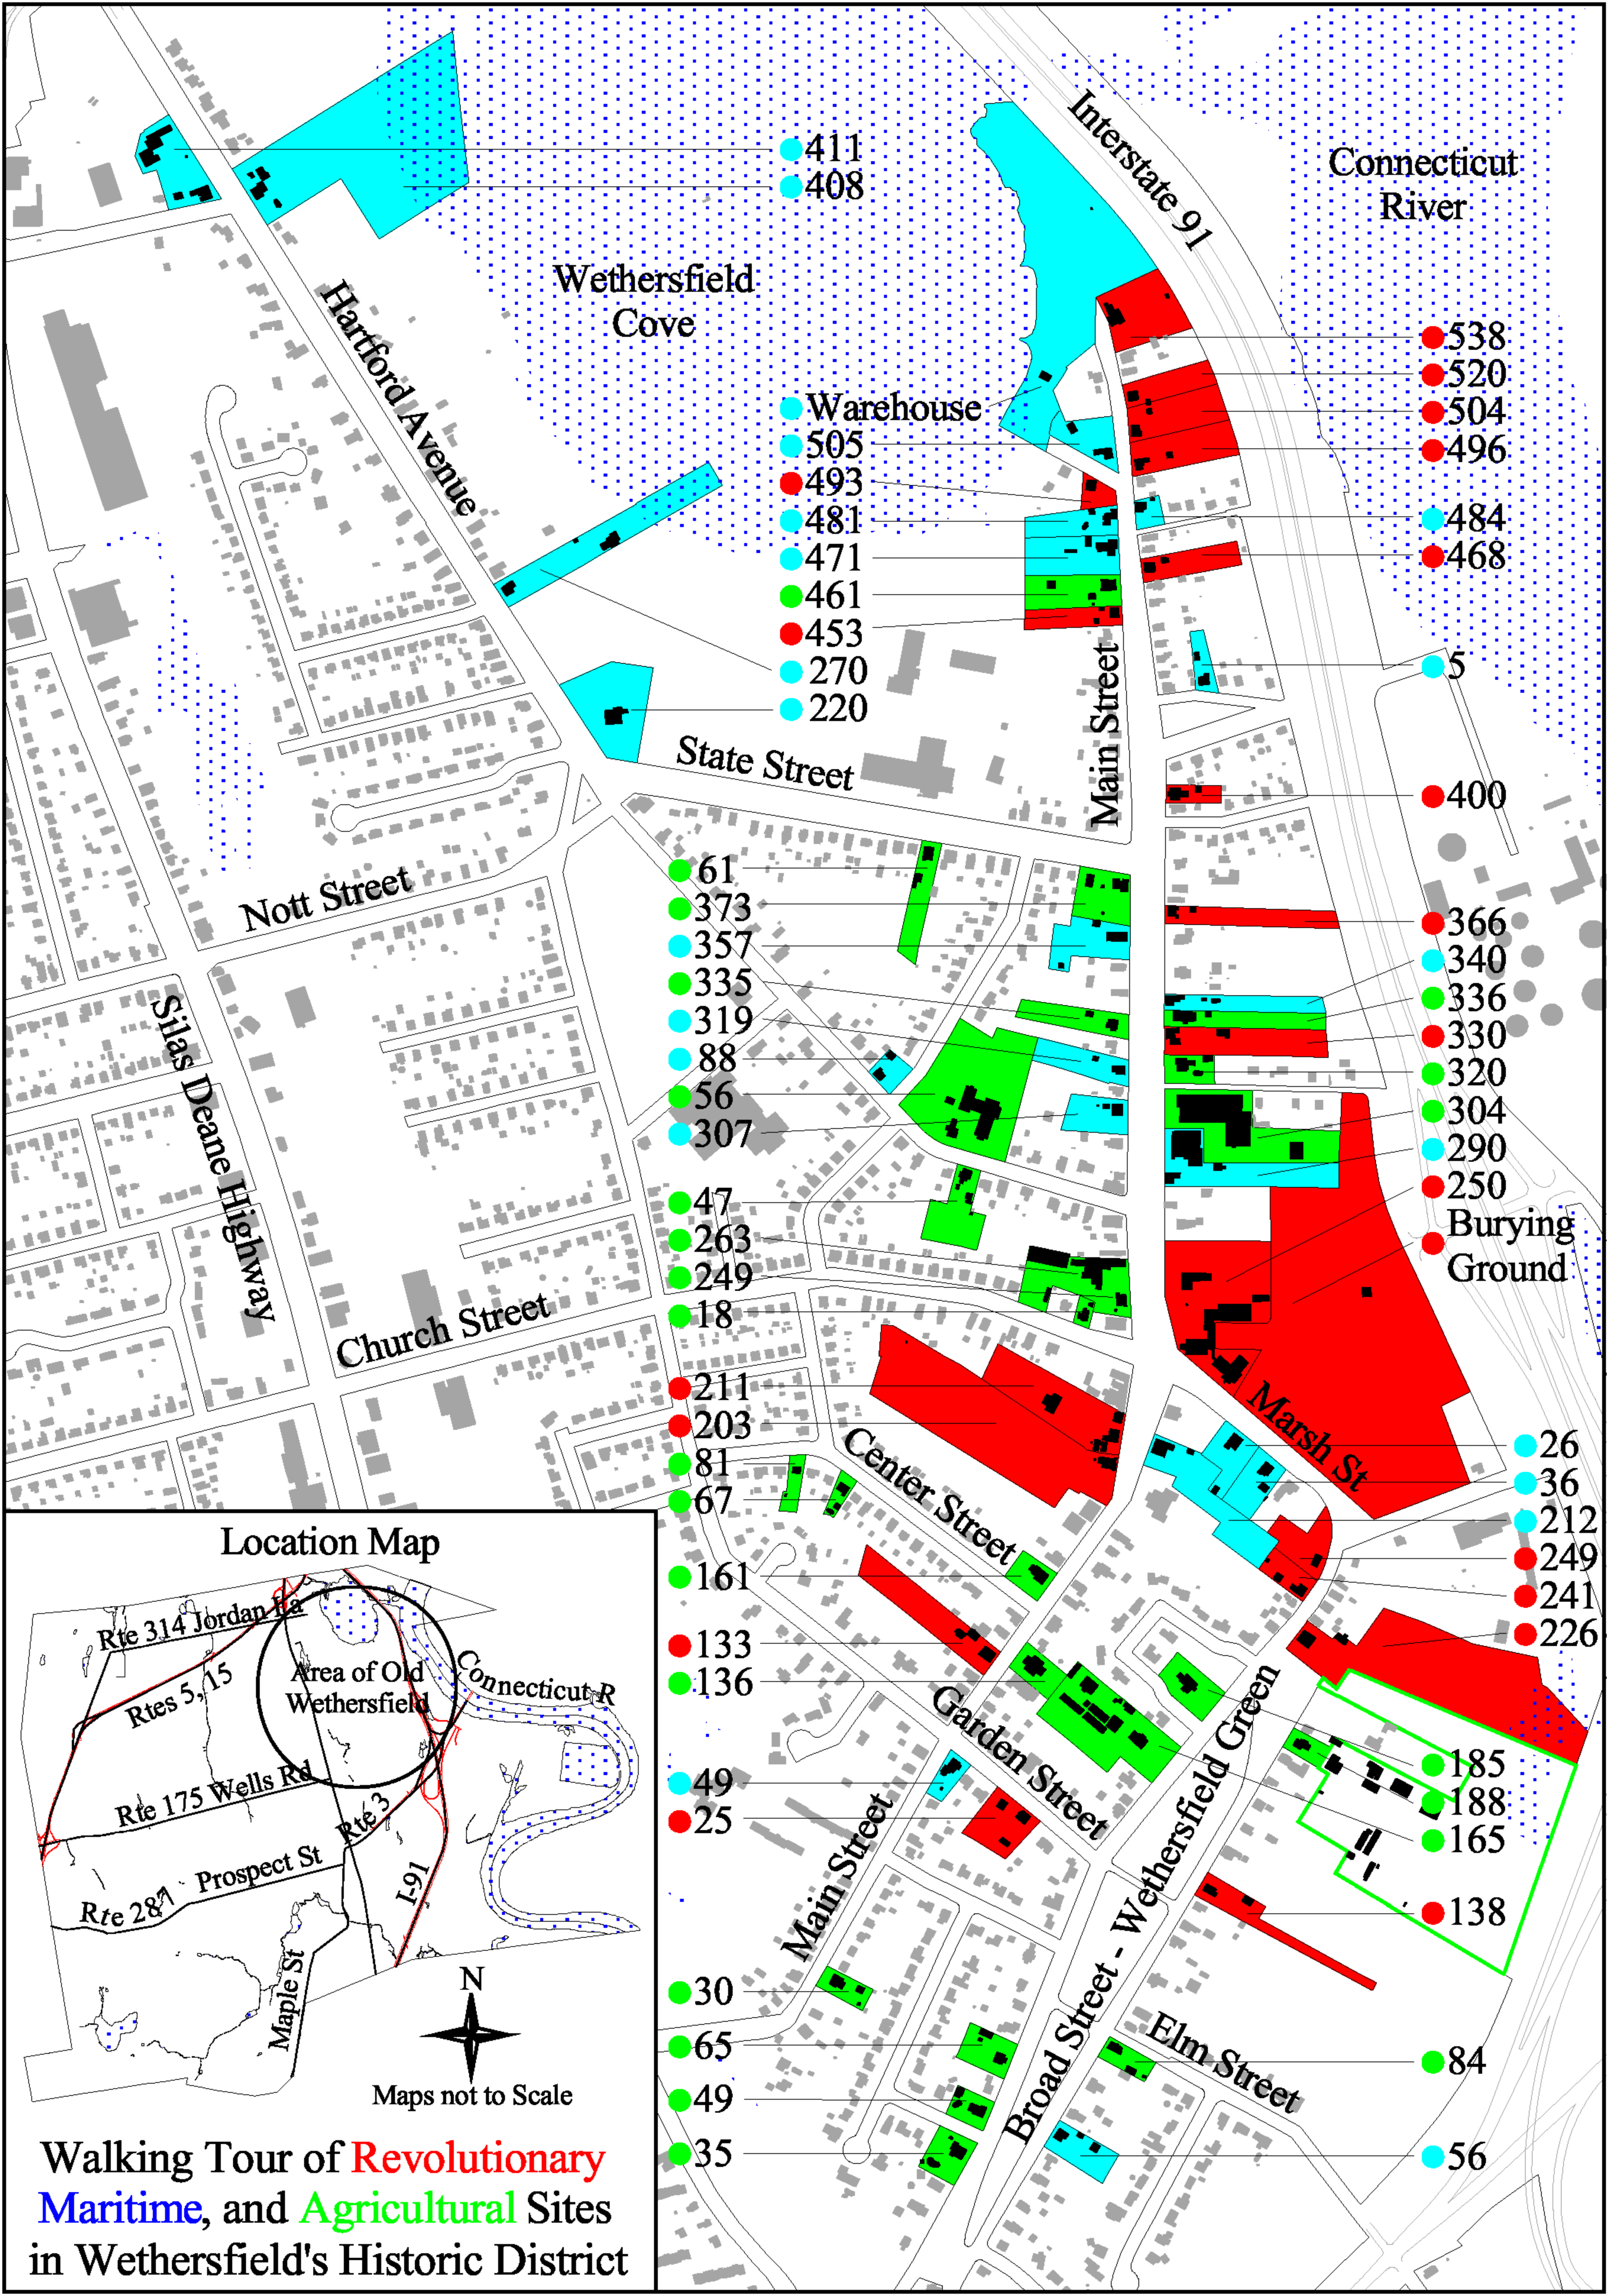 Interstate 91
Connecticut
River
411
408
Wethersfield
Cove
Hartford Avenue
538
520
504
496
484
468
5
Warehouse
505
493
481
471
461
453
270
220
Main Street
State Street
400
Nott Street
61
373
357
335
319
88
56
307
47
263
249
18
366
340
336
330
320
304
290
250
Burying
Ground
Silas Deane Highway
Church Street
211
203
81
67
161
133
136
49
25
30
65
49
35
Center Street
Marsh St
26
36
212
249
241
226
Garden Street
Main Street
Broad Street - Wethersfield Green
185
188
165
138
Elm Street
84
56
Location Map
Rte 314 Jordan
Rtes 5, 15
Area of Old
Wethersfield
Connecticut R
Rte 175 Wells Rd
Rte 3
Prospect St
Rte 287
I-91
Maple St
N
Maps not to Scale
Walking Tour of Revolutionary
Maritime, and Agricultural Sites
in Wethersfield's Historic District